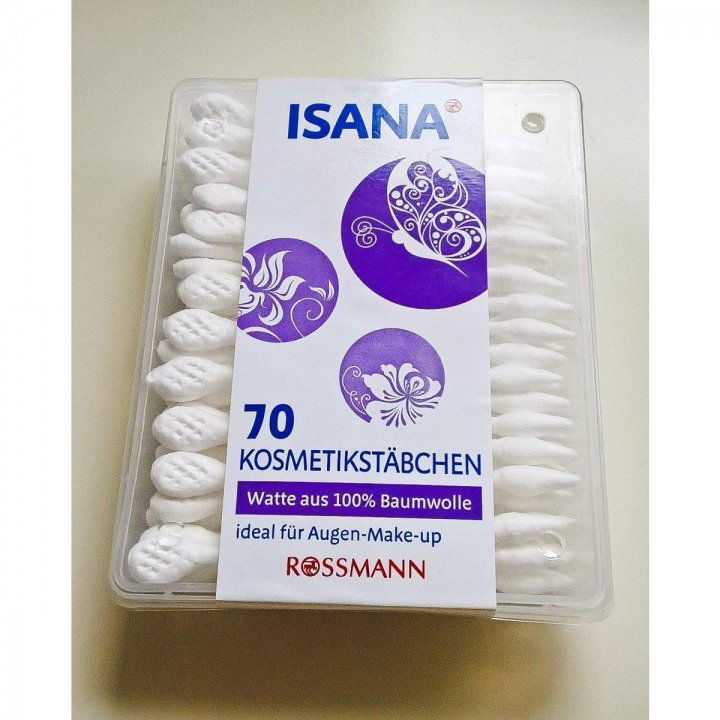 ISANA
70
KOSMETIKSTÄBCHEN
Watte aus 100% Baumwolle
ideal für Augen-Make-up
ROSSMANN